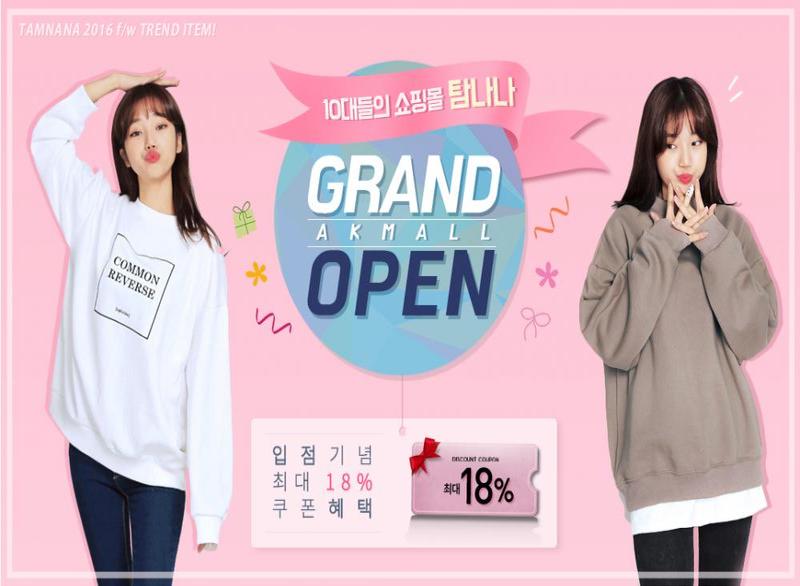 TAMNANA 2016 f/w TREND ITEM!
10대들의 쇼핑몰 탐나나
GRAND
AKMALL
OPEN
COMMON
REVERSE
입점기념
최대 18%
쿠폰혜택
DISCOUNT COUPON
최대 18%